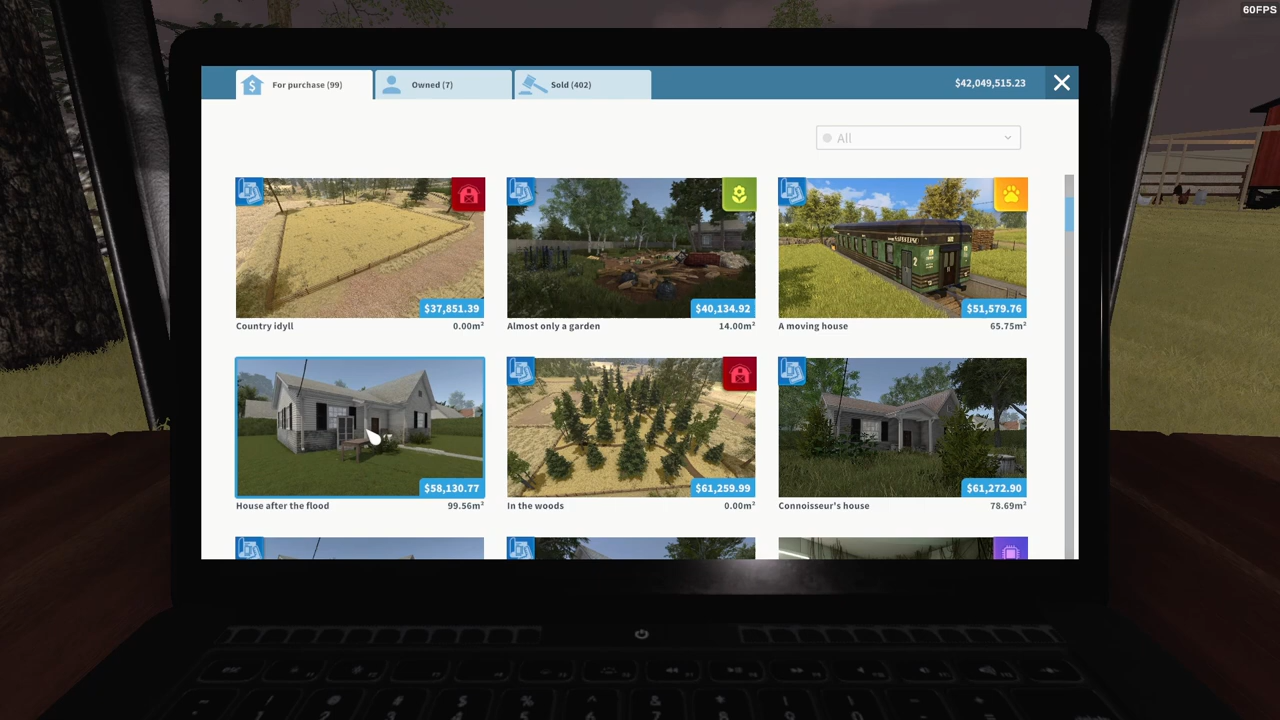 60FPS
For purchase (99)
Owned (7)
Sold (402)
$42,049,515.23
All
$37,851.39
Country idyll 0.00m²
$40,134.92
Almost only a garden 14.00m²
$51,579.76
A moving house 65.75m²
$58,130.77
House after the flood 99.56m²
$61,259.99
In the woods 0.00m²
$61,272.90
Connoisseur's house 78.69m²